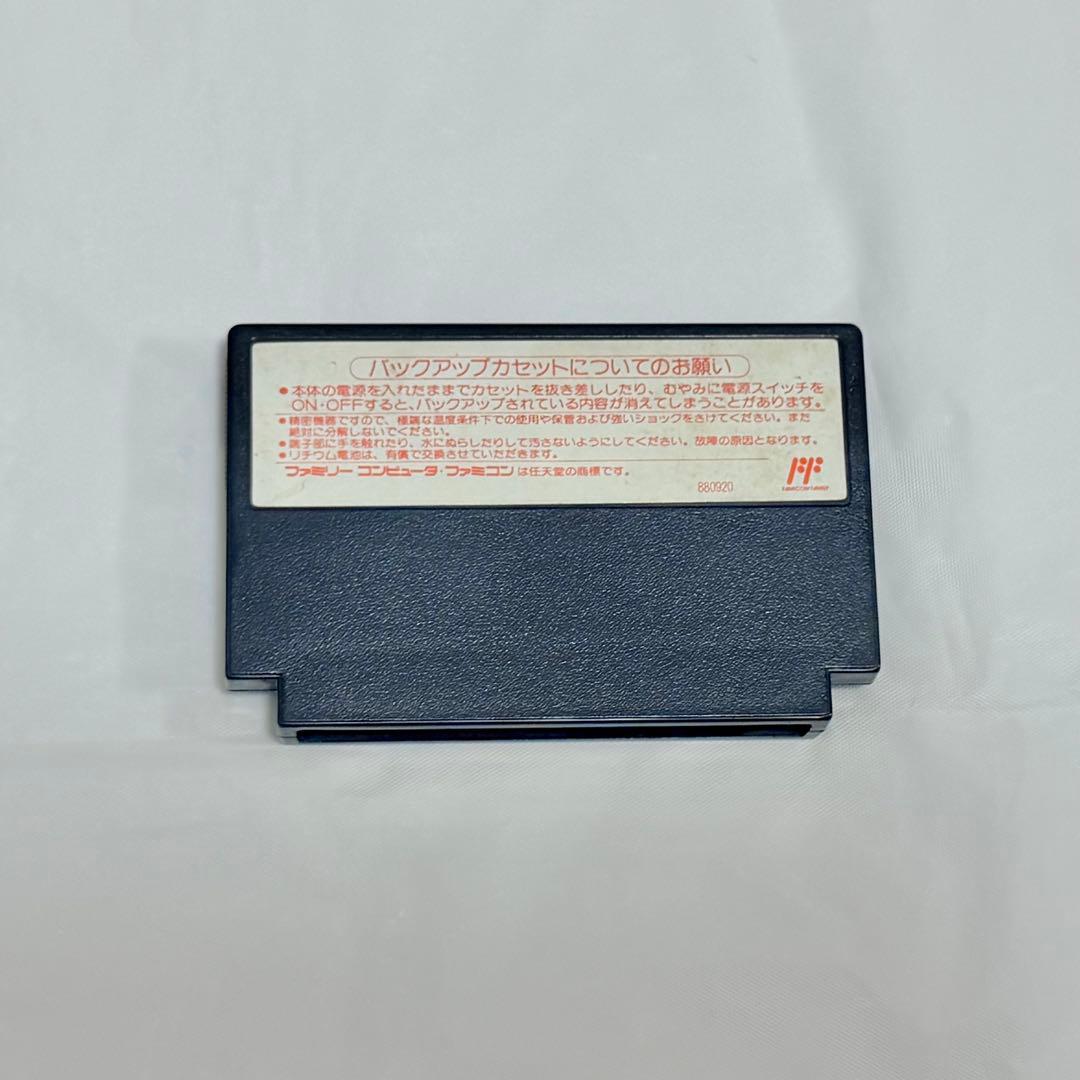 バックアップカセットについてのお願い
●本体の電源を入れたままでカセットを抜き差ししたり、むやみに電源スイッチを
ON・OFFすると、バックアップされている内容が消えてしまうことがあります。
●精密機器ですので、極端な温度条件下での使用や保管および強いショックをさけてください。また
絶対に分解しないでください。
●端子部に手を触れたり、水にぬらしたりして汚さないようにしてください。故障の原因となります。
●リチウム電池は、有償で交換させていただきます。
ファミリー コンピュータ・ファミコン は任天堂の商標です。
880920